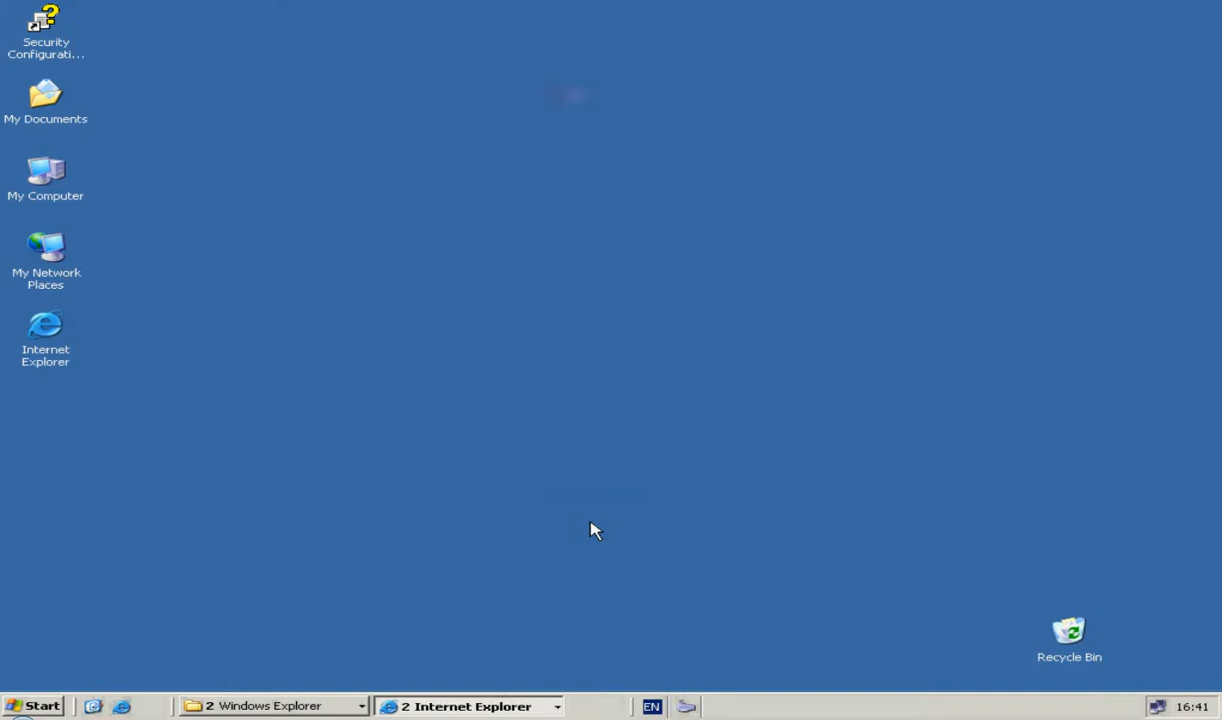 Security
Configurati...
My Documents
My Computer
My Network
Places
Internet
Explorer
Recycle Bin
Start
2 Windows Explorer
2 Internet Explorer
EN
16:41